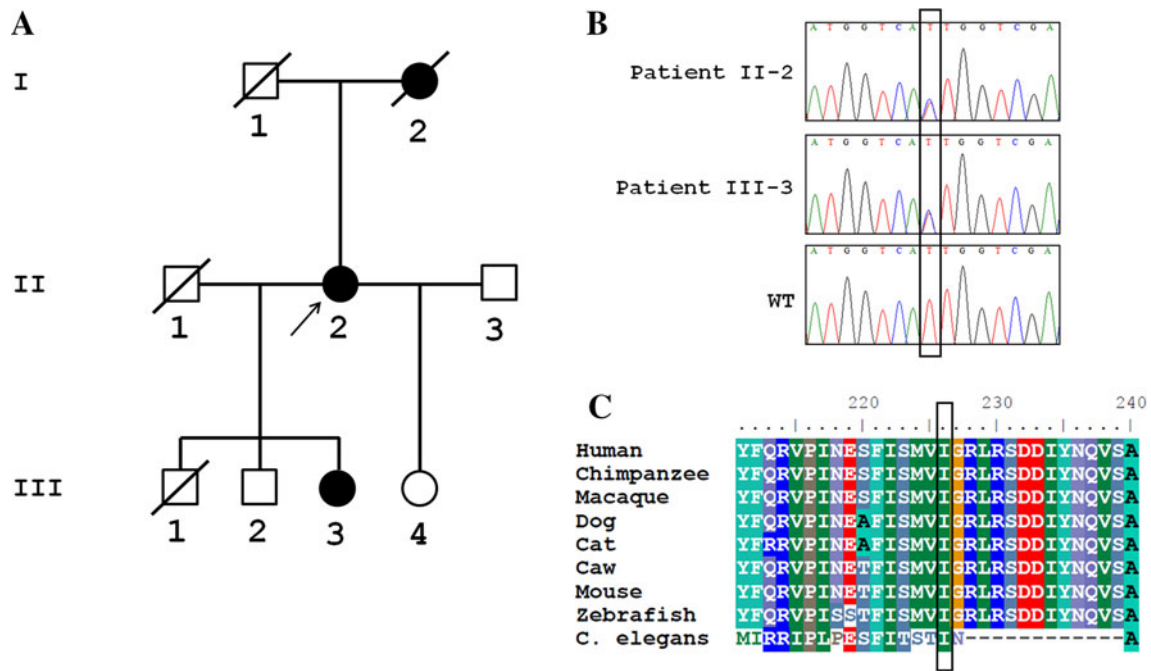 A
I
1
2
II
1
2
3
III
1
2
3
4
B
Patient II-2
A T G G T C A T T G G T C G A
Patient III-3
A T G G T C A T T G G T C G A
WT
A T G G T C A T T G G T C G A
C
220 230 240
....|....|....|....|....|....|
Human YFQRVPINESFISMVIGRLRSDDIYNQVSA
Chimpanzee YFQRVPINESFISMVIGRLRSDDIYNQVSA
Macaque YFQRVPINESFISMVIGRLRSDDIYNQVSA
Dog YFQRVPINEAFISMVIGRLRSDDIYNQVSA
Cat YFRRVPINEAFISMVIGRLRSDDIYNQVSA
Caw YFQRVPINETFISMVIGRLRSDDIYNQVSA
Mouse YFQRVPINETFISMVIGRLRSDDIYNQVSA
Zebrafish YFQRVPISSTFISMVIGRLRSDDIYNQVSA
C. elegans MIRRIPLPESFITSTIN------------A